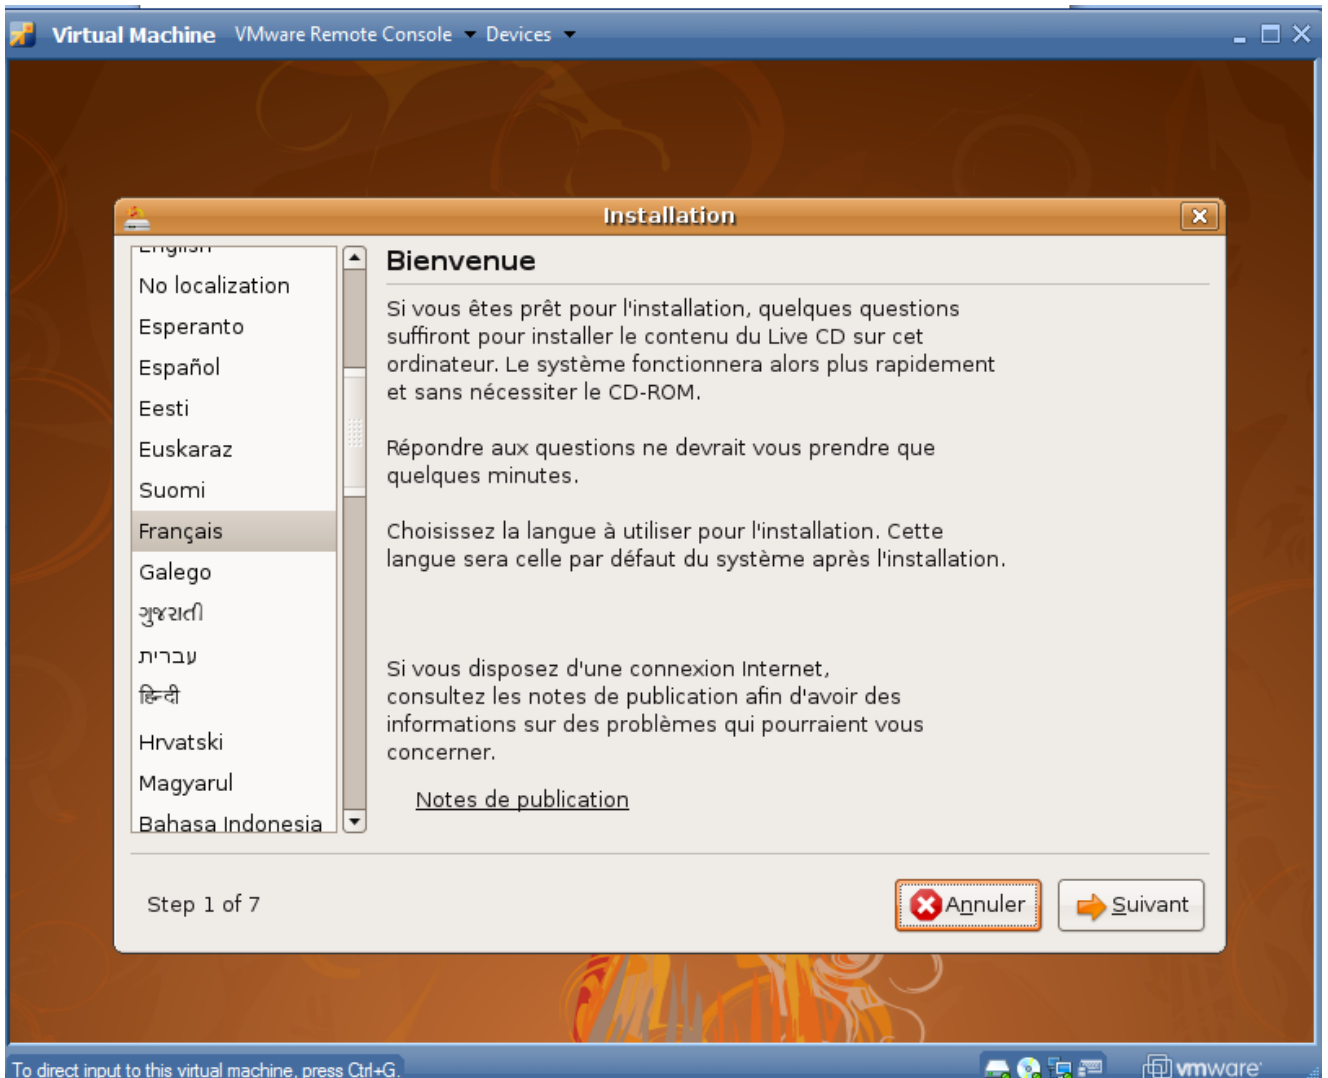 Virtual Machine VMware Remote Console Devices
Installation
English
No localization
Esperanto
Español
Eesti
Euskaraz
Suomi
Français
Galego
ગુજરાતી
עברית
हिन्दी
Hrvatski
Magyarul
Bahasa Indonesia
Bienvenue
Si vous êtes prêt pour l'installation, quelques questions
suffiront pour installer le contenu du Live CD sur cet
ordinateur. Le système fonctionnera alors plus rapidement
et sans nécessiter le CD-ROM.
Répondre aux questions ne devrait vous prendre que
quelques minutes.
Choisissez la langue à utiliser pour l'installation. Cette
langue sera celle par défaut du système après l'installation.
Si vous disposez d'une connexion Internet,
consultez les notes de publication afin d'avoir des
informations sur des problèmes qui pourraient vous
concerner.
Notes de publication
Step 1 of 7
Annuler
Suivant
To direct input to this virtual machine, press Ctrl+G.
vmware